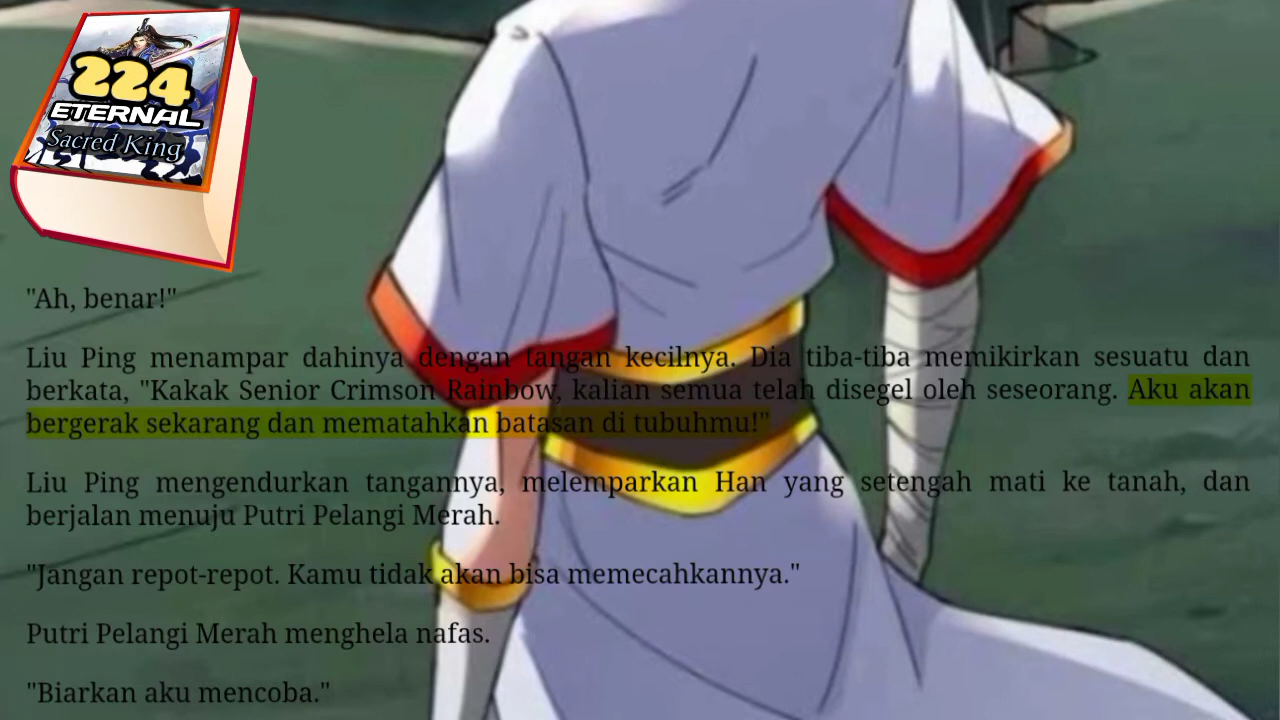 224
ETERNAL
Sacred King
"Ah, benar!"
Liu Ping menampar dahinya dengan tangan kecilnya. Dia tiba-tiba memikirkan sesuatu dan
berkata, "Kakak Senior Crimson Rainbow, kalian semua telah disegel oleh seseorang. Aku akan
bergerak sekarang dan mematahkan batasan di tubuhmu!"
Liu Ping mengendurkan tangannya, melemparkan Han yang setengah mati ke tanah, dan
berjalan menuju Putri Pelangi Merah.
"Jangan repot-repot. Kamu tidak akan bisa memecahkannya."
Putri Pelangi Merah menghela nafas.
"Biarkan aku mencoba."